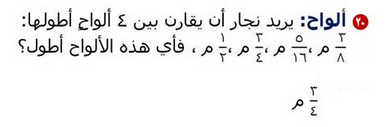 ٢٠ ألواح: يريد نجار أن يقارن بين ٤ ألواح أطولها:
٣/٨ م، ٥/١٦ م، ٣/٤ م، ١/٢ م، فأي هذه الألواح أطول؟
٣/٤ م